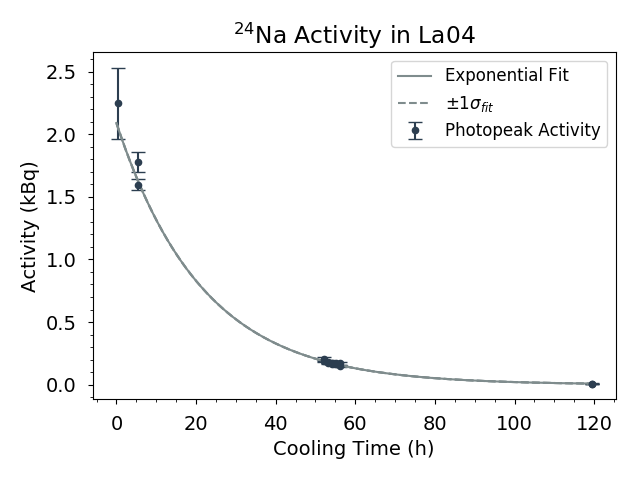 ²⁴Na Activity in La04
Exponential Fit
±1σ_fit
Photopeak Activity
Activity (kBq)
2.5
2.0
1.5
1.0
0.5
0.0
0 20 40 60 80 100 120
Cooling Time (h)